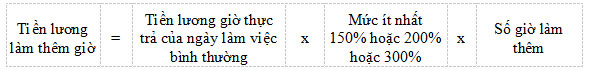 Tiền lương
làm thêm giờ
=
Tiền lương giờ thực
trả của ngày làm việc
bình thường
x
Mức ít nhất
150% hoặc 200%
hoặc 300%
x
Số giờ làm
thêm